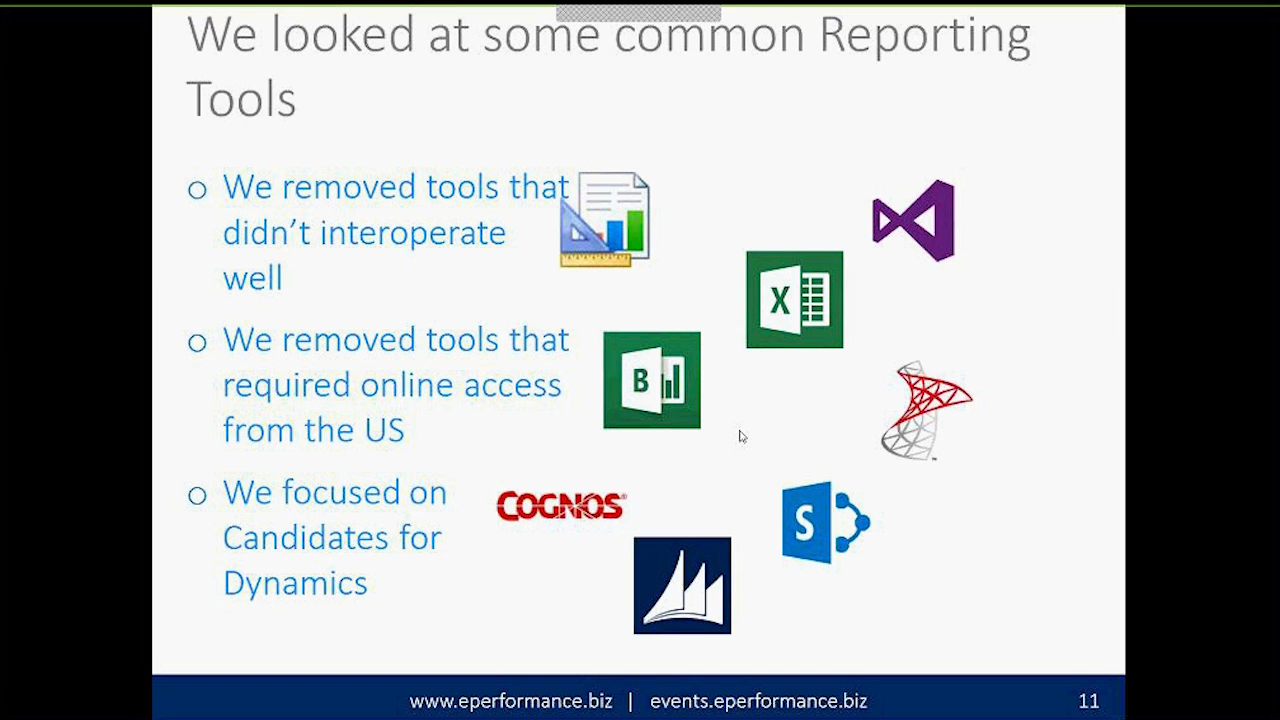 We looked at some common Reporting
Tools
We removed tools that
didn't interoperate
well
We removed tools that
required online access
from the US
We focused on
Candidates for
Dynamics
X
B
COGNOS®
S
www.eperformance.biz | events.eperformance.biz
11